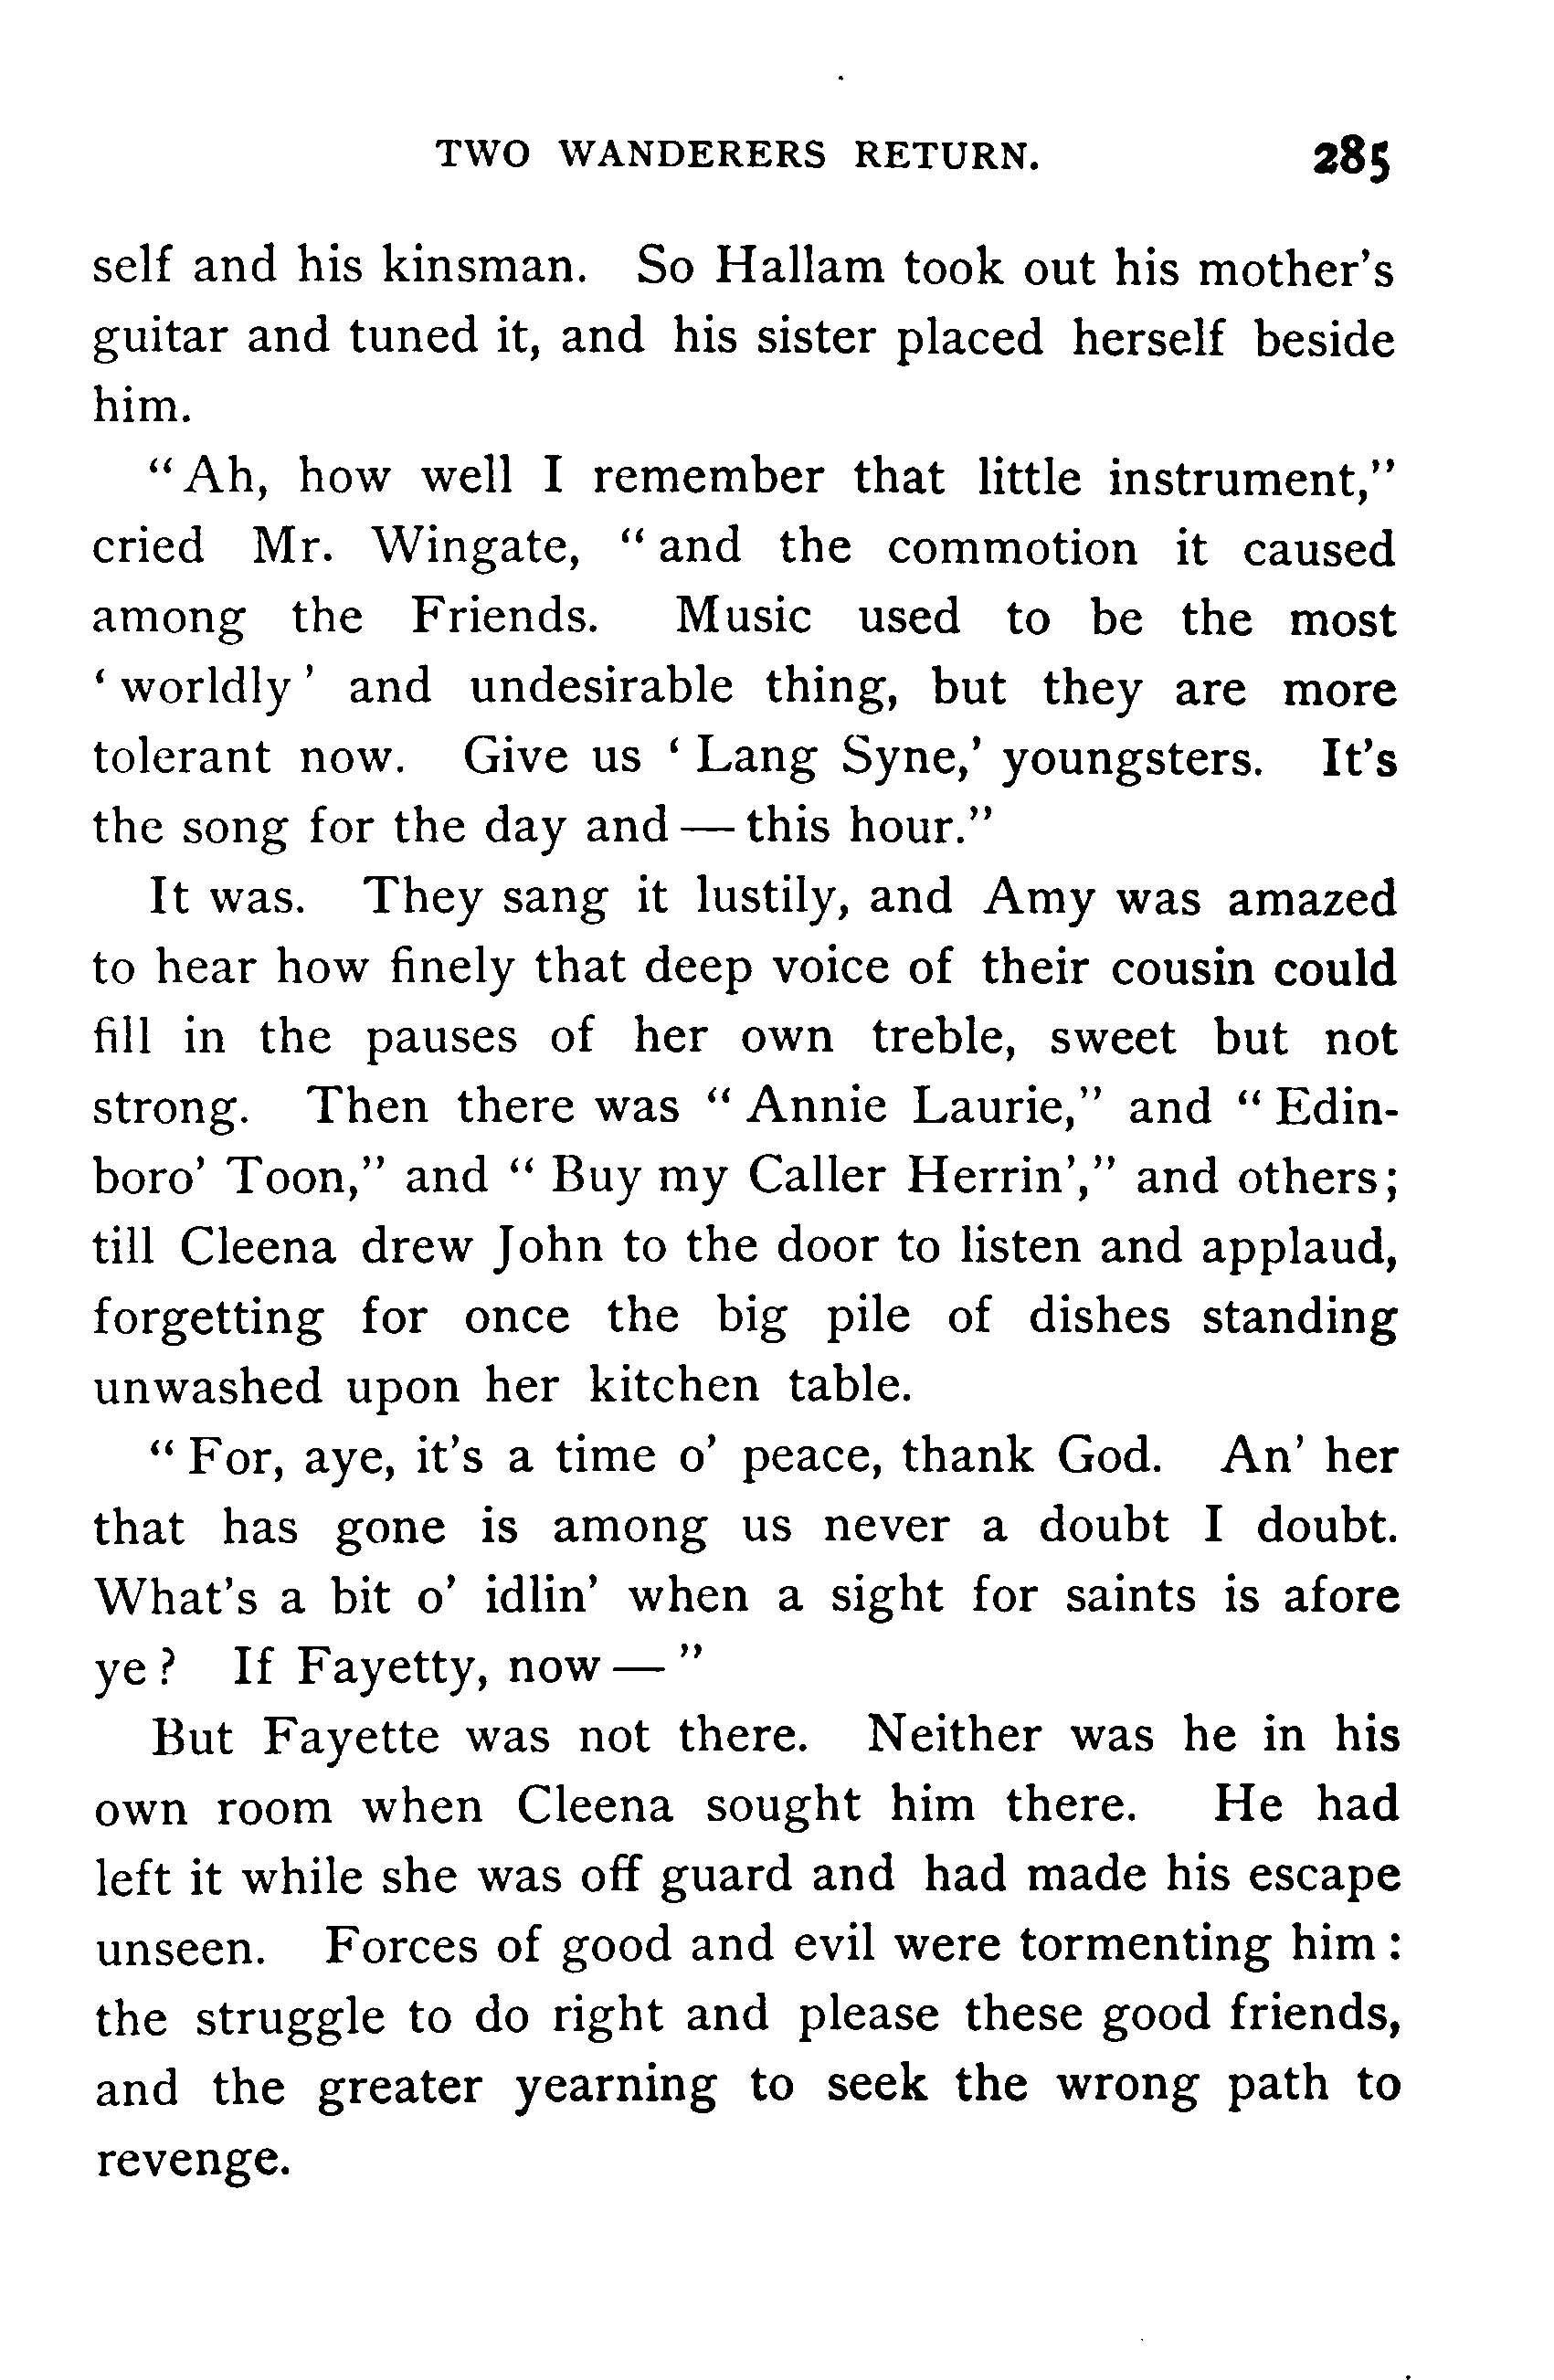 TWO WANDERERS RETURN. 285
self and his kinsman. So Hallam took out his mother's
guitar and tuned it, and his sister placed herself beside
him.
“Ah, how well I remember that little instrument,”
cried Mr. Wingate, “and the commotion it caused
among the Friends. Music used to be the most
‘worldly’ and undesirable thing, but they are more
tolerant now. Give us ‘Lang Syne,’ youngsters. It's
the song for the day and — this hour.”
It was. They sang it lustily, and Amy was amazed
to hear how finely that deep voice of their cousin could
fill in the pauses of her own treble, sweet but not
strong. Then there was “Annie Laurie,” and “Edin-
boro’ Toon,” and “Buy my Caller Herrin’,” and others;
till Cleena drew John to the door to listen and applaud,
forgetting for once the big pile of dishes standing
unwashed upon her kitchen table.
“For, aye, it's a time o’ peace, thank God. An’ her
that has gone is among us never a doubt I doubt.
What's a bit o’ idlin’ when a sight for saints is afore
ye? If Fayetty, now — ”
But Fayette was not there. Neither was he in his
own room when Cleena sought him there. He had
left it while she was off guard and had made his escape
unseen. Forces of good and evil were tormenting him:
the struggle to do right and please these good friends,
and the greater yearning to seek the wrong path to
revenge.